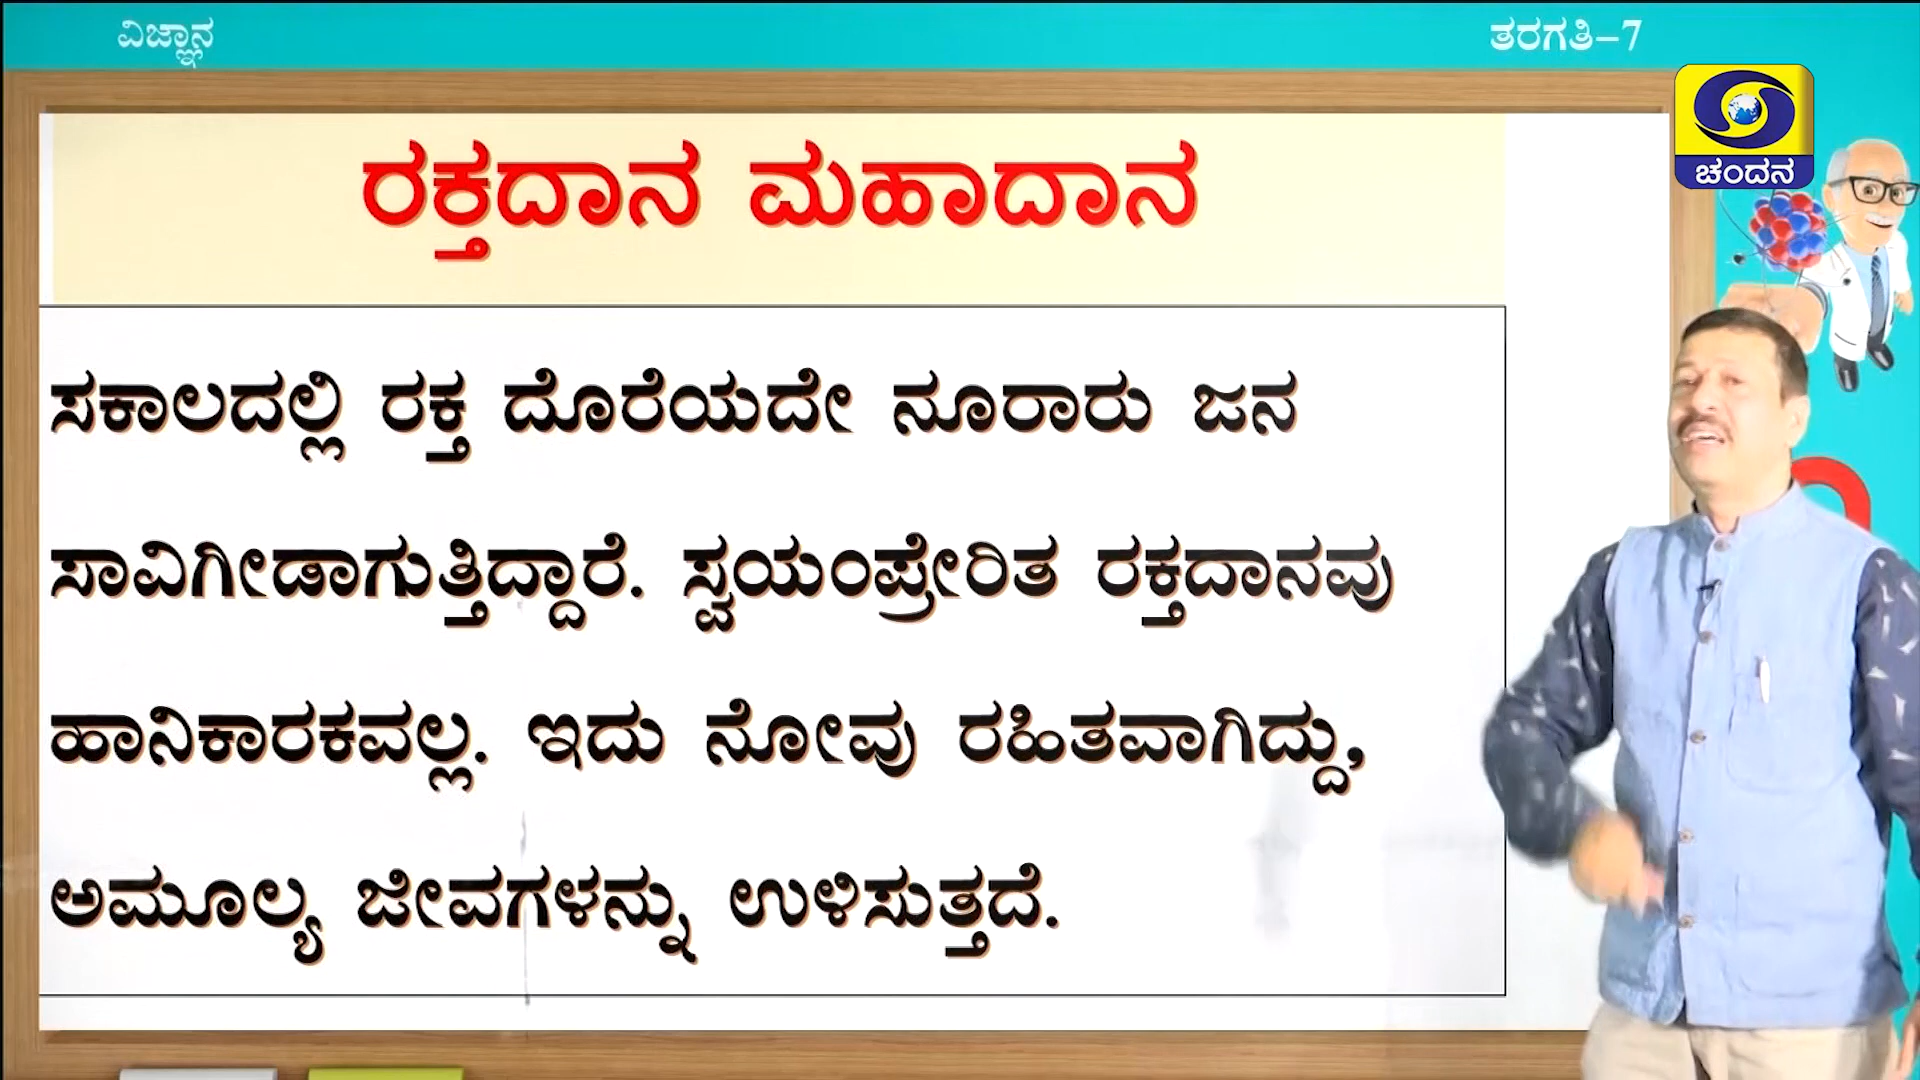 ವಿಜ್ಞಾನ
ತರಗತಿ–7
ಚಂದನ
ರಕ್ತದಾನ ಮಹಾದಾನ
ಸಕಾಲದಲ್ಲಿ ರಕ್ತ ದೊರೆಯದೇ ನೂರಾರು ಜನ
ಸಾವಿಗೀಡಾಗುತ್ತಿದ್ದಾರೆ. ಸ್ವಯಂಪ್ರೇರಿತ ರಕ್ತದಾನವು
ಹಾನಿಕಾರಕವಲ್ಲ. ಇದು ನೋವು ರಹಿತವಾಗಿದ್ದು,
ಅಮೂಲ್ಯ ಜೀವಗಳನ್ನು ಉಳಿಸುತ್ತದೆ.